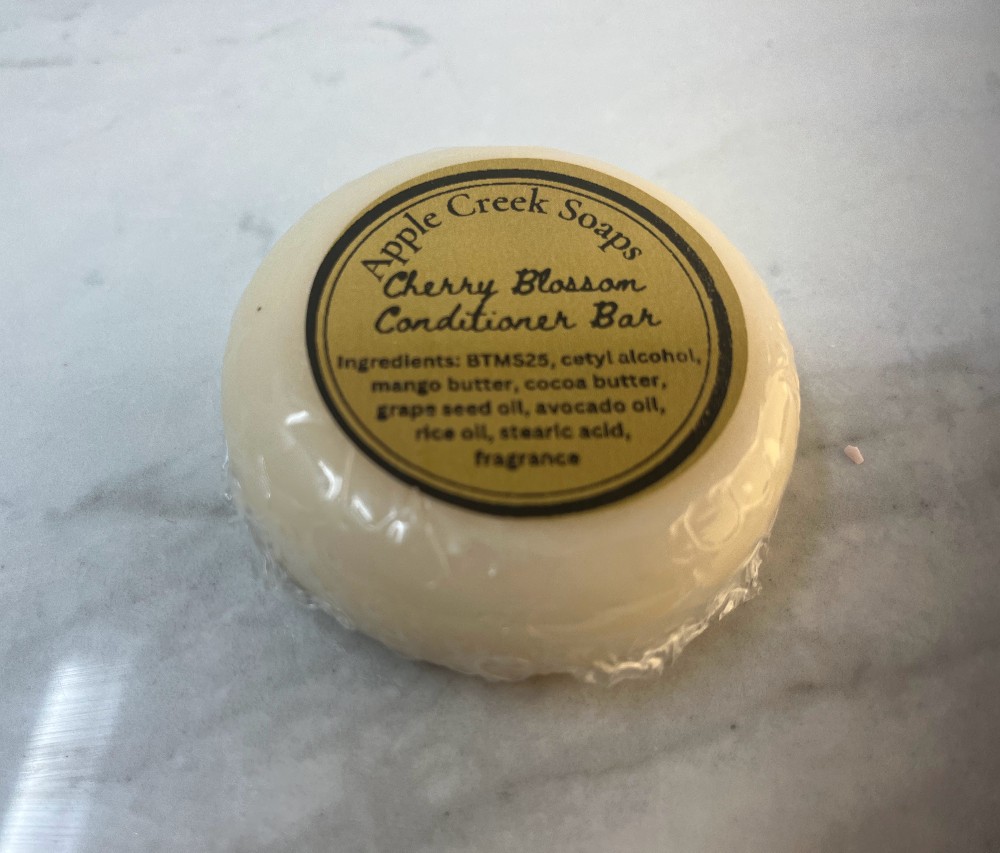 Apple Creek Soaps
Cherry Blossom
Conditioner Bar
Ingredients: BTMS25, cetyl alcohol,
mango butter, cocoa butter,
grape seed oil, avocado oil,
rice oil, stearic acid,
fragrance